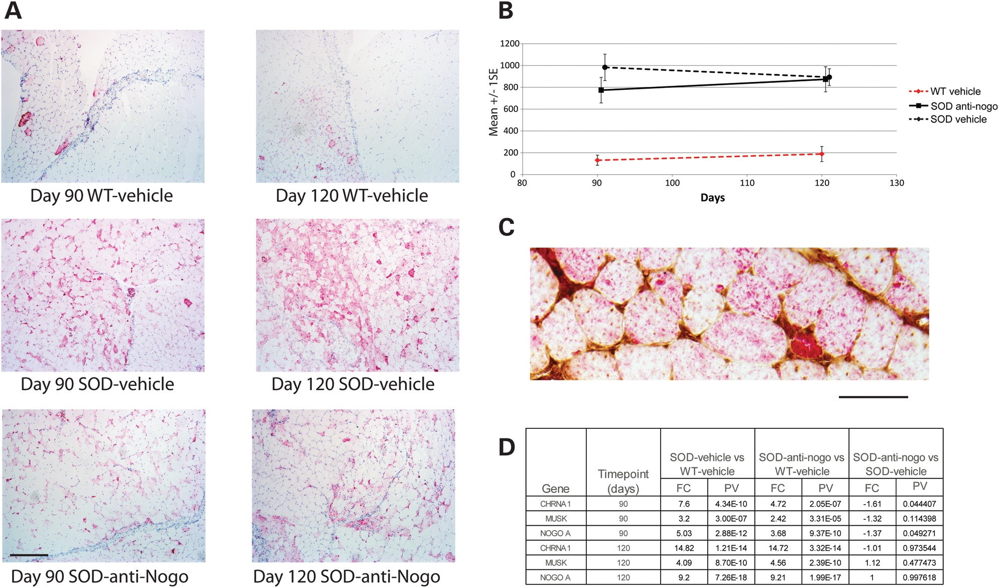 A
Day 90 WT-vehicle
Day 120 WT-vehicle
Day 90 SOD-vehicle
Day 120 SOD-vehicle
Day 90 SOD-anti-Nogo
Day 120 SOD-anti-Nogo
B
Mean +/- 1SE
1200
1000
800
600
400
200
0
80 90 100 110 120 130
Days
WT vehicle
SOD anti-nogo
SOD vehicle
C
D
Gene Timepoint (days) SOD-vehicle vs WT-vehicle SOD-anti-nogo vs WT-vehicle SOD-anti-nogo vs SOD-vehicle
FC PV FC PV FC PV
CHRNA1 90 7.6 4.34E-10 4.72 2.05E-07 -1.61 0.044407
MUSK 90 3.2 3.00E-07 2.42 3.31E-05 -1.32 0.114398
NOGO A 90 5.03 2.88E-12 3.68 9.37E-10 -1.37 0.049271
CHRNA1 120 14.82 1.21E-14 14.72 3.32E-14 -1.01 0.973544
MUSK 120 4.09 8.70E-10 4.56 2.39E-10 1.12 0.477473
NOGO A 120 9.2 7.26E-18 9.21 1.99E-17 1 0.997618